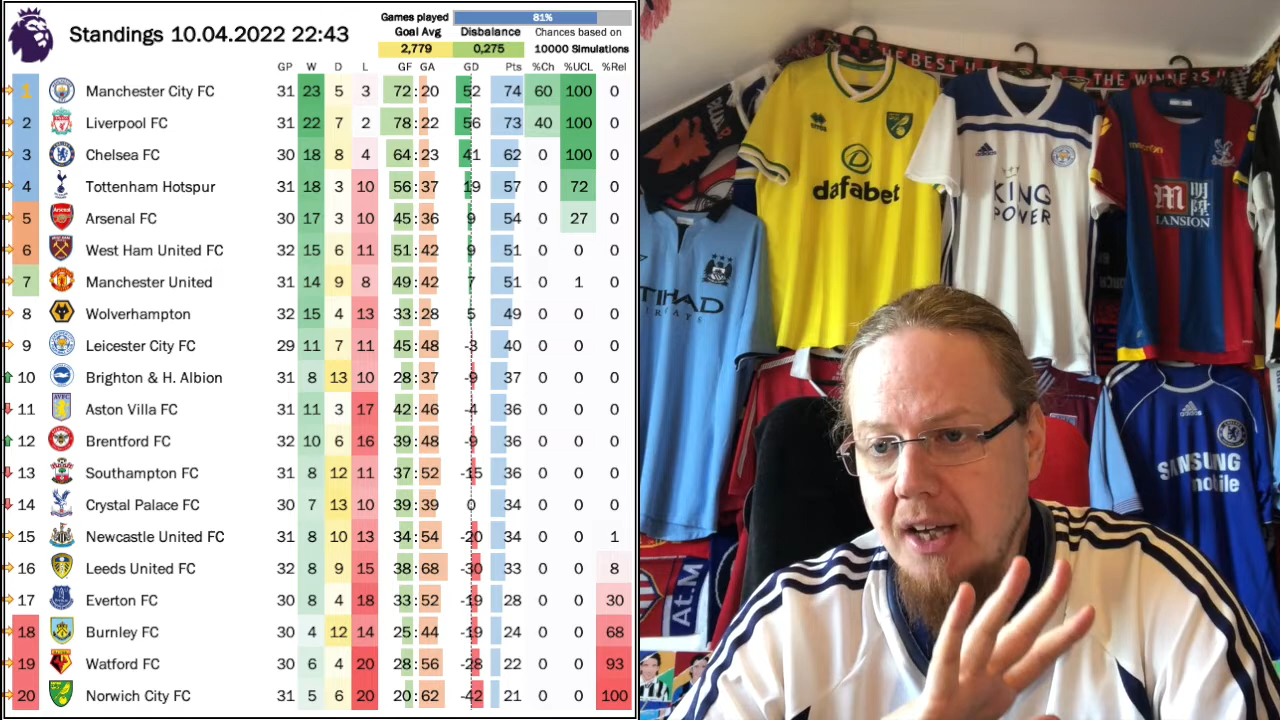 Standings 10.04.2022 22:43
Games played 81%
Goal Avg Disbalance Chances based on
2,779 0,275 10000 Simulations
GP W D L GF GA GD Pts %Ch %UCL %Rel
1 Manchester City FC 31 23 5 3 72:20 52 74 60 100 0
2 Liverpool FC 31 22 7 2 78:22 56 73 40 100 0
3 Chelsea FC 30 18 8 4 64:23 41 62 0 100 0
4 Tottenham Hotspur 31 18 3 10 56:37 19 57 0 72 0
5 Arsenal FC 30 17 3 10 45:36 9 54 0 27 0
6 West Ham United FC 32 15 6 11 51:42 9 51 0 0 0
7 Manchester United 31 14 9 8 49:42 7 51 0 1 0
8 Wolverhampton 32 15 4 13 33:28 5 49 0 0 0
9 Leicester City FC 29 11 7 11 45:48 -3 40 0 0 0
10 Brighton & H. Albion 31 8 13 10 28:37 -9 37 0 0 0
11 Aston Villa FC 31 11 3 17 42:46 -4 36 0 0 0
12 Brentford FC 32 10 6 16 39:48 -9 36 0 0 0
13 Southampton FC 31 8 12 11 37:52 -15 36 0 0 0
14 Crystal Palace FC 30 7 13 10 39:39 0 34 0 0 0
15 Newcastle United FC 31 8 10 13 34:54 -20 34 0 0 1
16 Leeds United FC 32 8 9 15 38:68 -30 33 0 0 8
17 Everton FC 30 8 4 18 33:52 -19 28 0 0 30
18 Burnley FC 30 4 12 14 25:44 -19 24 0 0 68
19 Watford FC 30 6 4 20 28:56 -28 22 0 0 93
20 Norwich City FC 31 5 6 20 20:62 -42 21 0 0 100
THE BEST U
THE WINNERS U
dafabet
KING
POWER
MANSION
TIHAD
AIRWAYS
SAMSUNG
mobile
At.M